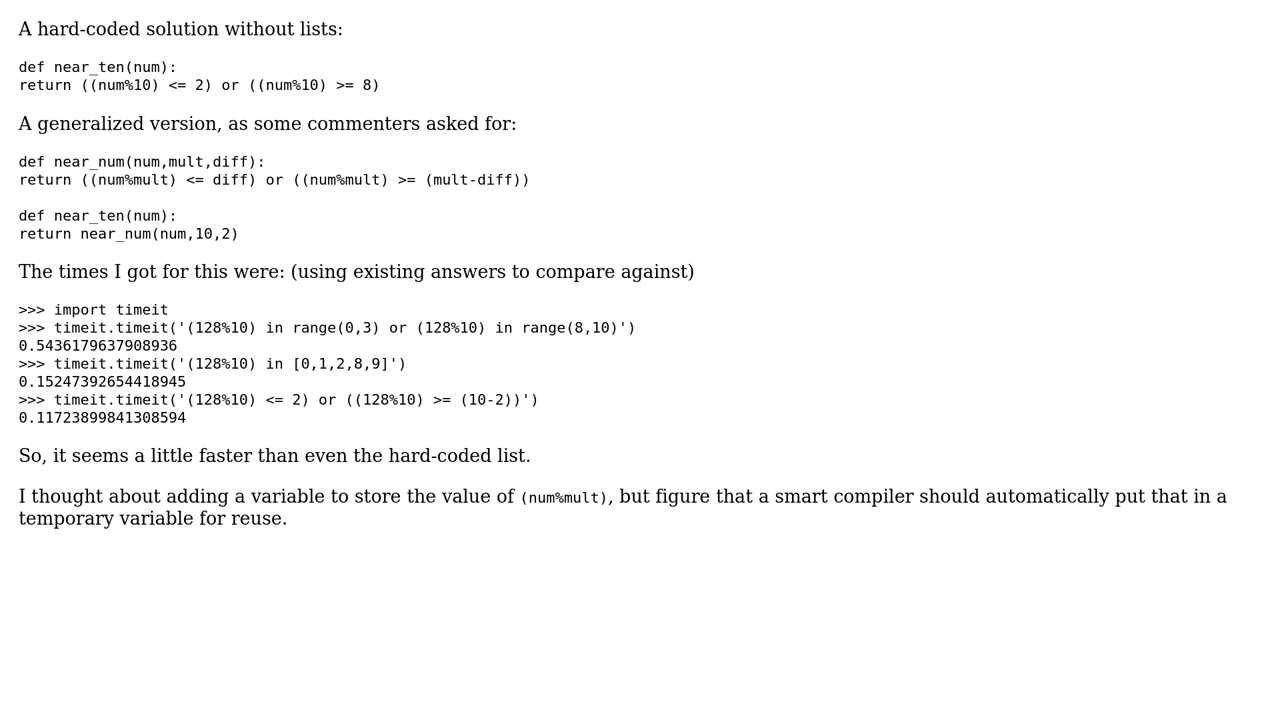 A hard-coded solution without lists:
def near_ten(num):
return ((num%10) <= 2) or ((num%10) >= 8)
A generalized version, as some commenters asked for:
def near_num(num,mult,diff):
return ((num%mult) <= diff) or ((num%mult) >= (mult-diff))
def near_ten(num):
return near_num(num,10,2)
The times I got for this were: (using existing answers to compare against)
>>> import timeit
>>> timeit.timeit('(128%10) in range(0,3) or (128%10) in range(8,10)')
0.5436179637908936
>>> timeit.timeit('(128%10) in [0,1,2,8,9]')
0.15247392654418945
>>> timeit.timeit('(128%10) <= 2) or ((128%10) >= (10-2))')
0.11723899841308594
So, it seems a little faster than even the hard-coded list.
I thought about adding a variable to store the value of (num%mult), but figure that a smart compiler should automatically put that in a
temporary variable for reuse.